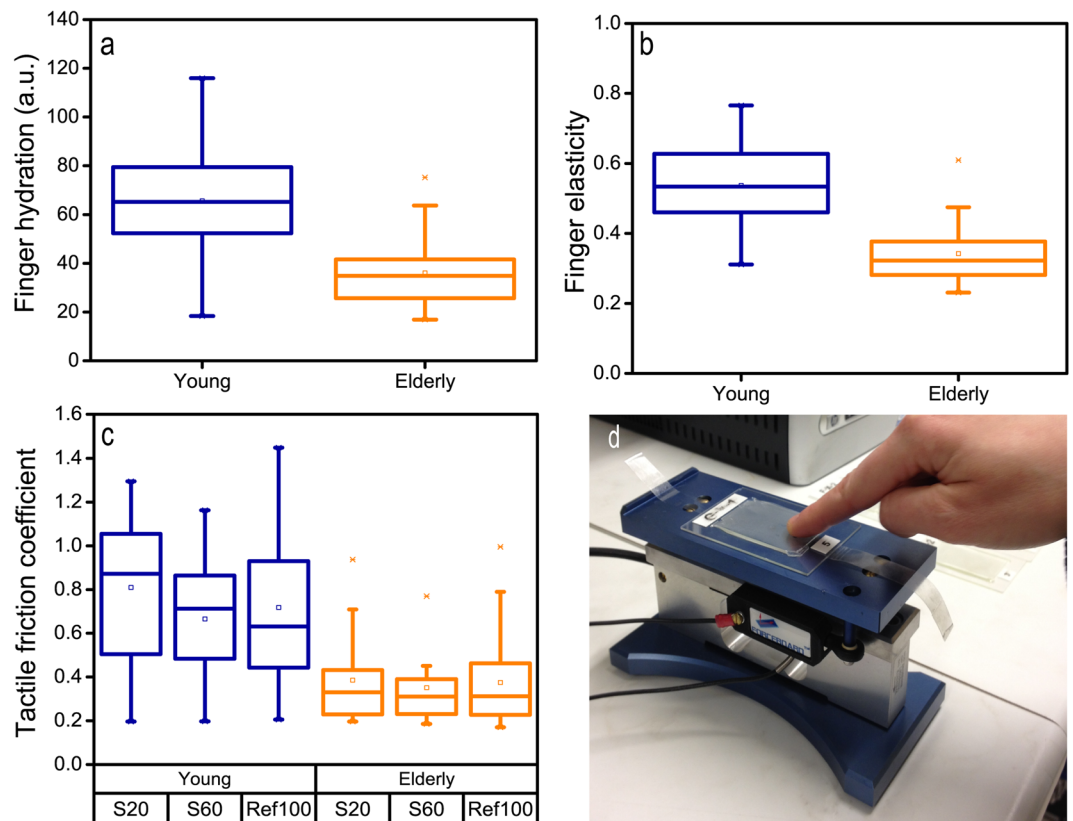 a
Finger hydration (a.u.)
140
120
100
80
60
40
20
0
Young Elderly
b
Finger elasticity
1.0
0.8
0.6
0.4
0.2
0.0
Young Elderly
c
Tactile friction coefficient
1.6
1.4
1.2
1.0
0.8
0.6
0.4
0.2
0.0
Young Elderly
S20 S60 Ref100 S20 S60 Ref100
d
5
FORCEBOARD™